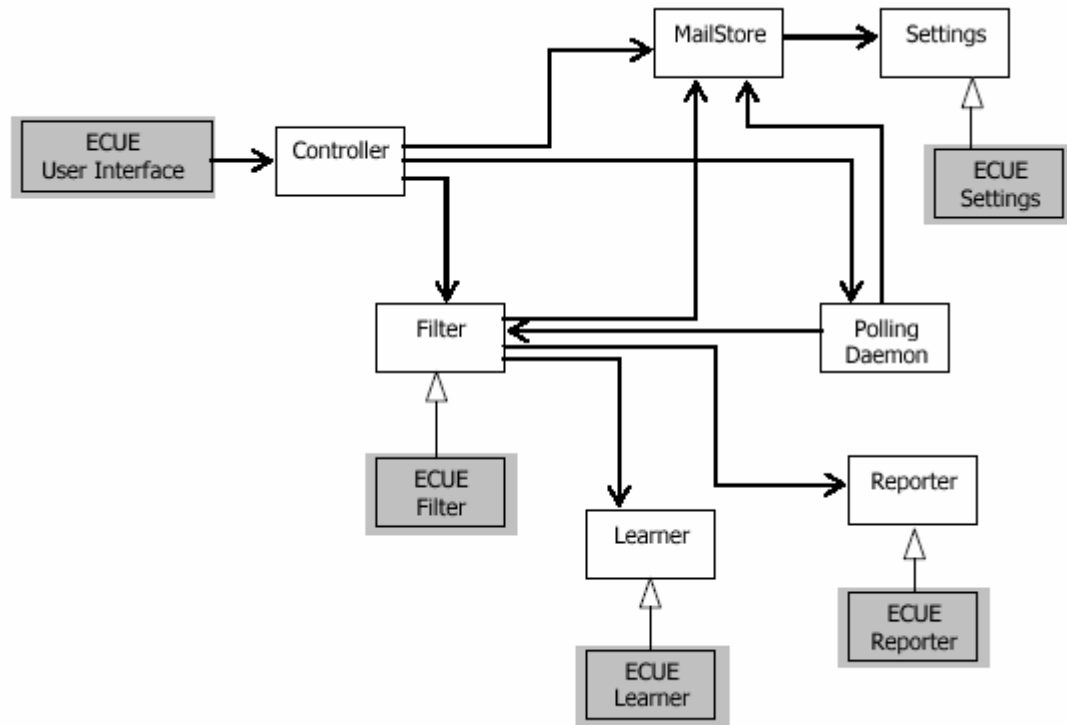 MailStore
Settings
ECUE
User Interface
Controller
ECUE
Settings
Filter
Polling
Daemon
ECUE
Filter
Reporter
Learner
ECUE
Reporter
ECUE
Learner